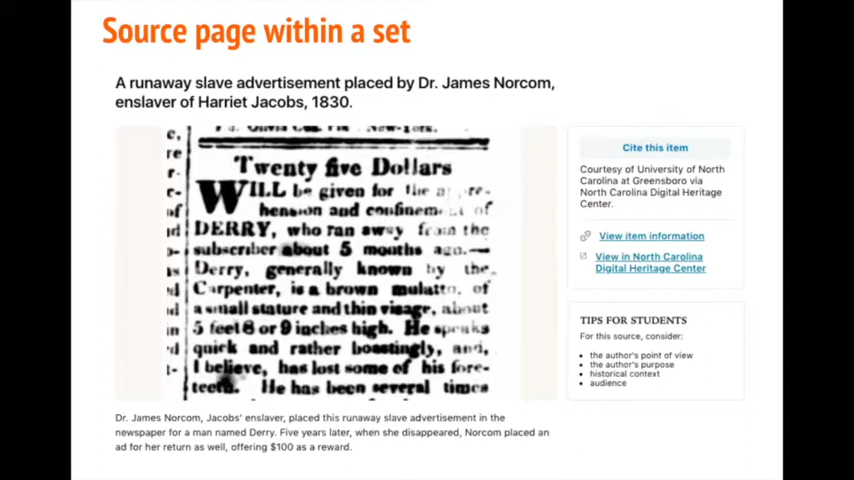 Source page within a set
A runaway slave advertisement placed by Dr. James Norcom,
enslaver of Harriet Jacobs, 1830.
Twenty five Dollars
WILL be given for the
hension and confinement of
DERRY, who ran away from the
subscriber about 5 months ago.—
Derry, generally known by the
Carpenter, is a brown mulatto, of
a small stature and thin visage, about
5 feet 8 or 9 inches high. He speaks
quick and rather boastingly, and,
I believe, has lost some of his fore-
teeth. He has been several times
Dr. James Norcom, Jacobs' enslaver, placed this runaway slave advertisement in the
newspaper for a man named Derry. Five years later, when she disappeared, Norcom placed an
ad for her return as well, offering $100 as a reward.
Cite this item
Courtesy of University of North
Carolina at Greensboro via
North Carolina Digital Heritage
Center.
View item information
View in North Carolina
Digital Heritage Center
TIPS FOR STUDENTS
For this source, consider:
• the author's point of view
• the author's purpose
• historical context
• audience